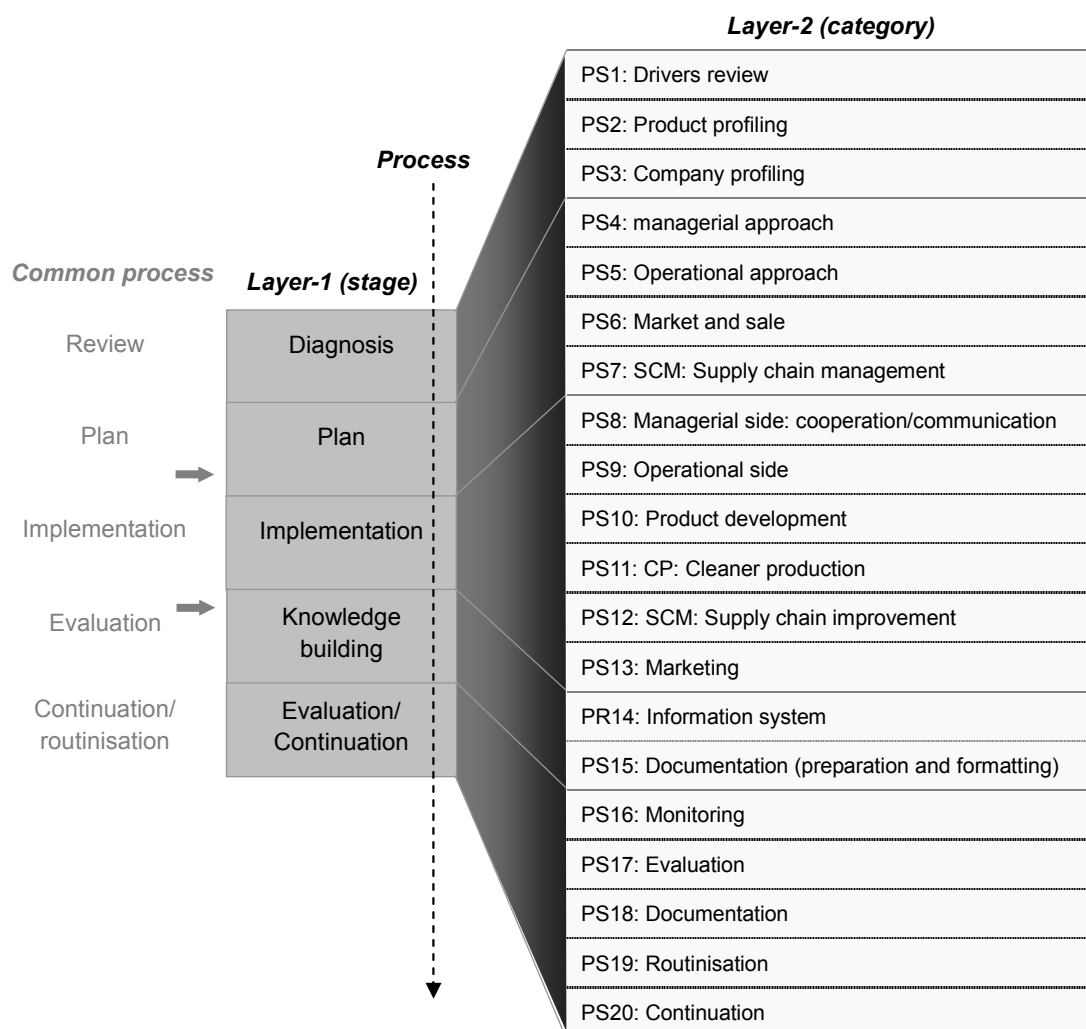 Layer-2 (category)
PS1: Drivers review
PS2: Product profiling
Process
PS3: Company profiling
PS4: managerial approach
Common process
Layer-1 (stage)
PS5: Operational approach
Review
Diagnosis
PS6: Market and sale
PS7: SCM: Supply chain management
Plan
Plan
PS8: Managerial side: cooperation/communication
PS9: Operational side
Implementation
Implementation
PS10: Product development
PS11: CP: Cleaner production
Evaluation
Knowledge
building
PS12: SCM: Supply chain improvement
PS13: Marketing
Continuation/
routinisation
Evaluation/
Continuation
PR14: Information system
PS15: Documentation (preparation and formatting)
PS16: Monitoring
PS17: Evaluation
PS18: Documentation
PS19: Routinisation
PS20: Continuation